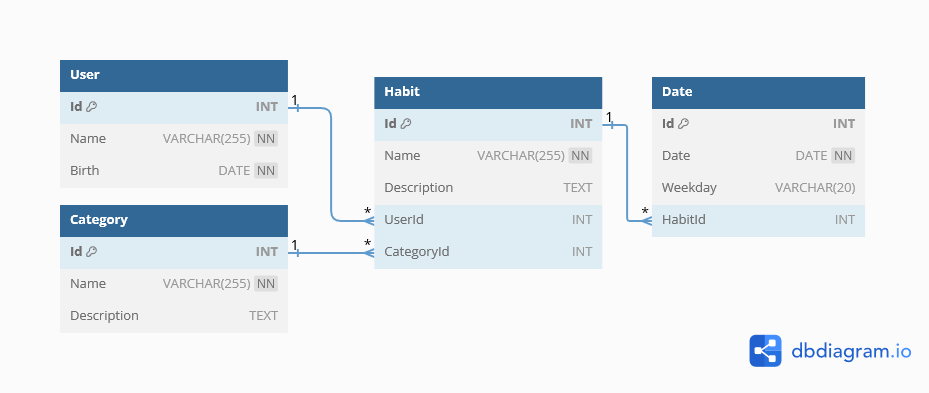 User
Id INT
Name VARCHAR(255) NN
Birth DATE NN
Category
Id INT
Name VARCHAR(255) NN
Description TEXT
1
1
*
*
Habit
Id INT
Name VARCHAR(255) NN
Description TEXT
UserId INT
CategoryId INT
1
*
Date
Id INT
Date DATE NN
Weekday VARCHAR(20)
HabitId INT
dbdiagram.io